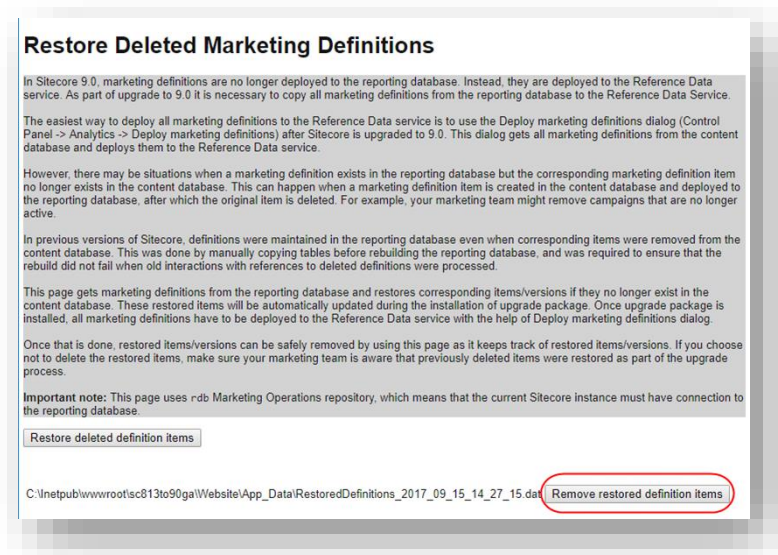 Restore Deleted Marketing Definitions
In Sitecore 9.0, marketing definitions are no longer deployed to the reporting database. Instead, they are deployed to the Reference Data
service. As part of upgrade to 9.0 it is necessary to copy all marketing definitions from the reporting database to the Reference Data Service.
The easiest way to deploy all marketing definitions to the Reference Data service is to use the Deploy marketing definitions dialog (Control
Panel -> Analytics -> Deploy marketing definitions) after Sitecore is upgraded to 9.0. This dialog gets all marketing definitions from the content
database and deploys them to the Reference Data service.
However, there may be situations when a marketing definition exists in the reporting database but the corresponding marketing definition item
no longer exists in the content database. This can happen when a marketing definition item is created in the content database and deployed to
the reporting database, after which the original item is deleted. For example, your marketing team might remove campaigns that are no longer
active.
In previous versions of Sitecore, definitions were maintained in the reporting database even when corresponding items were removed from the
content database. This was done by manually copying tables before rebuilding the reporting database, and was required to ensure that the
rebuild did not fail when old interactions with references to deleted definitions were processed.
This page gets marketing definitions from the reporting database and restores corresponding items/versions if they no longer exist in the
content database. These restored items will be automatically updated during the installation of upgrade package. Once upgrade package is
installed, all marketing definitions have to be deployed to the Reference Data service with the help of Deploy marketing definitions dialog.
Once that is done, restored items/versions can be safely removed by using this page as it keeps track of restored items/versions. If you choose
not to delete the restored items, make sure your marketing team is aware that previously deleted items were restored as part of the upgrade
process.
Important note: This page uses rdb Marketing Operations repository, which means that the current Sitecore instance must have connection to
the reporting database.
Restore deleted definition items
C:\Inetpub\wwwroot\sc813to90ga\Website\App_Data\RestoredDefinitions_2017_09_15_14_27_15.dat Remove restored definition items